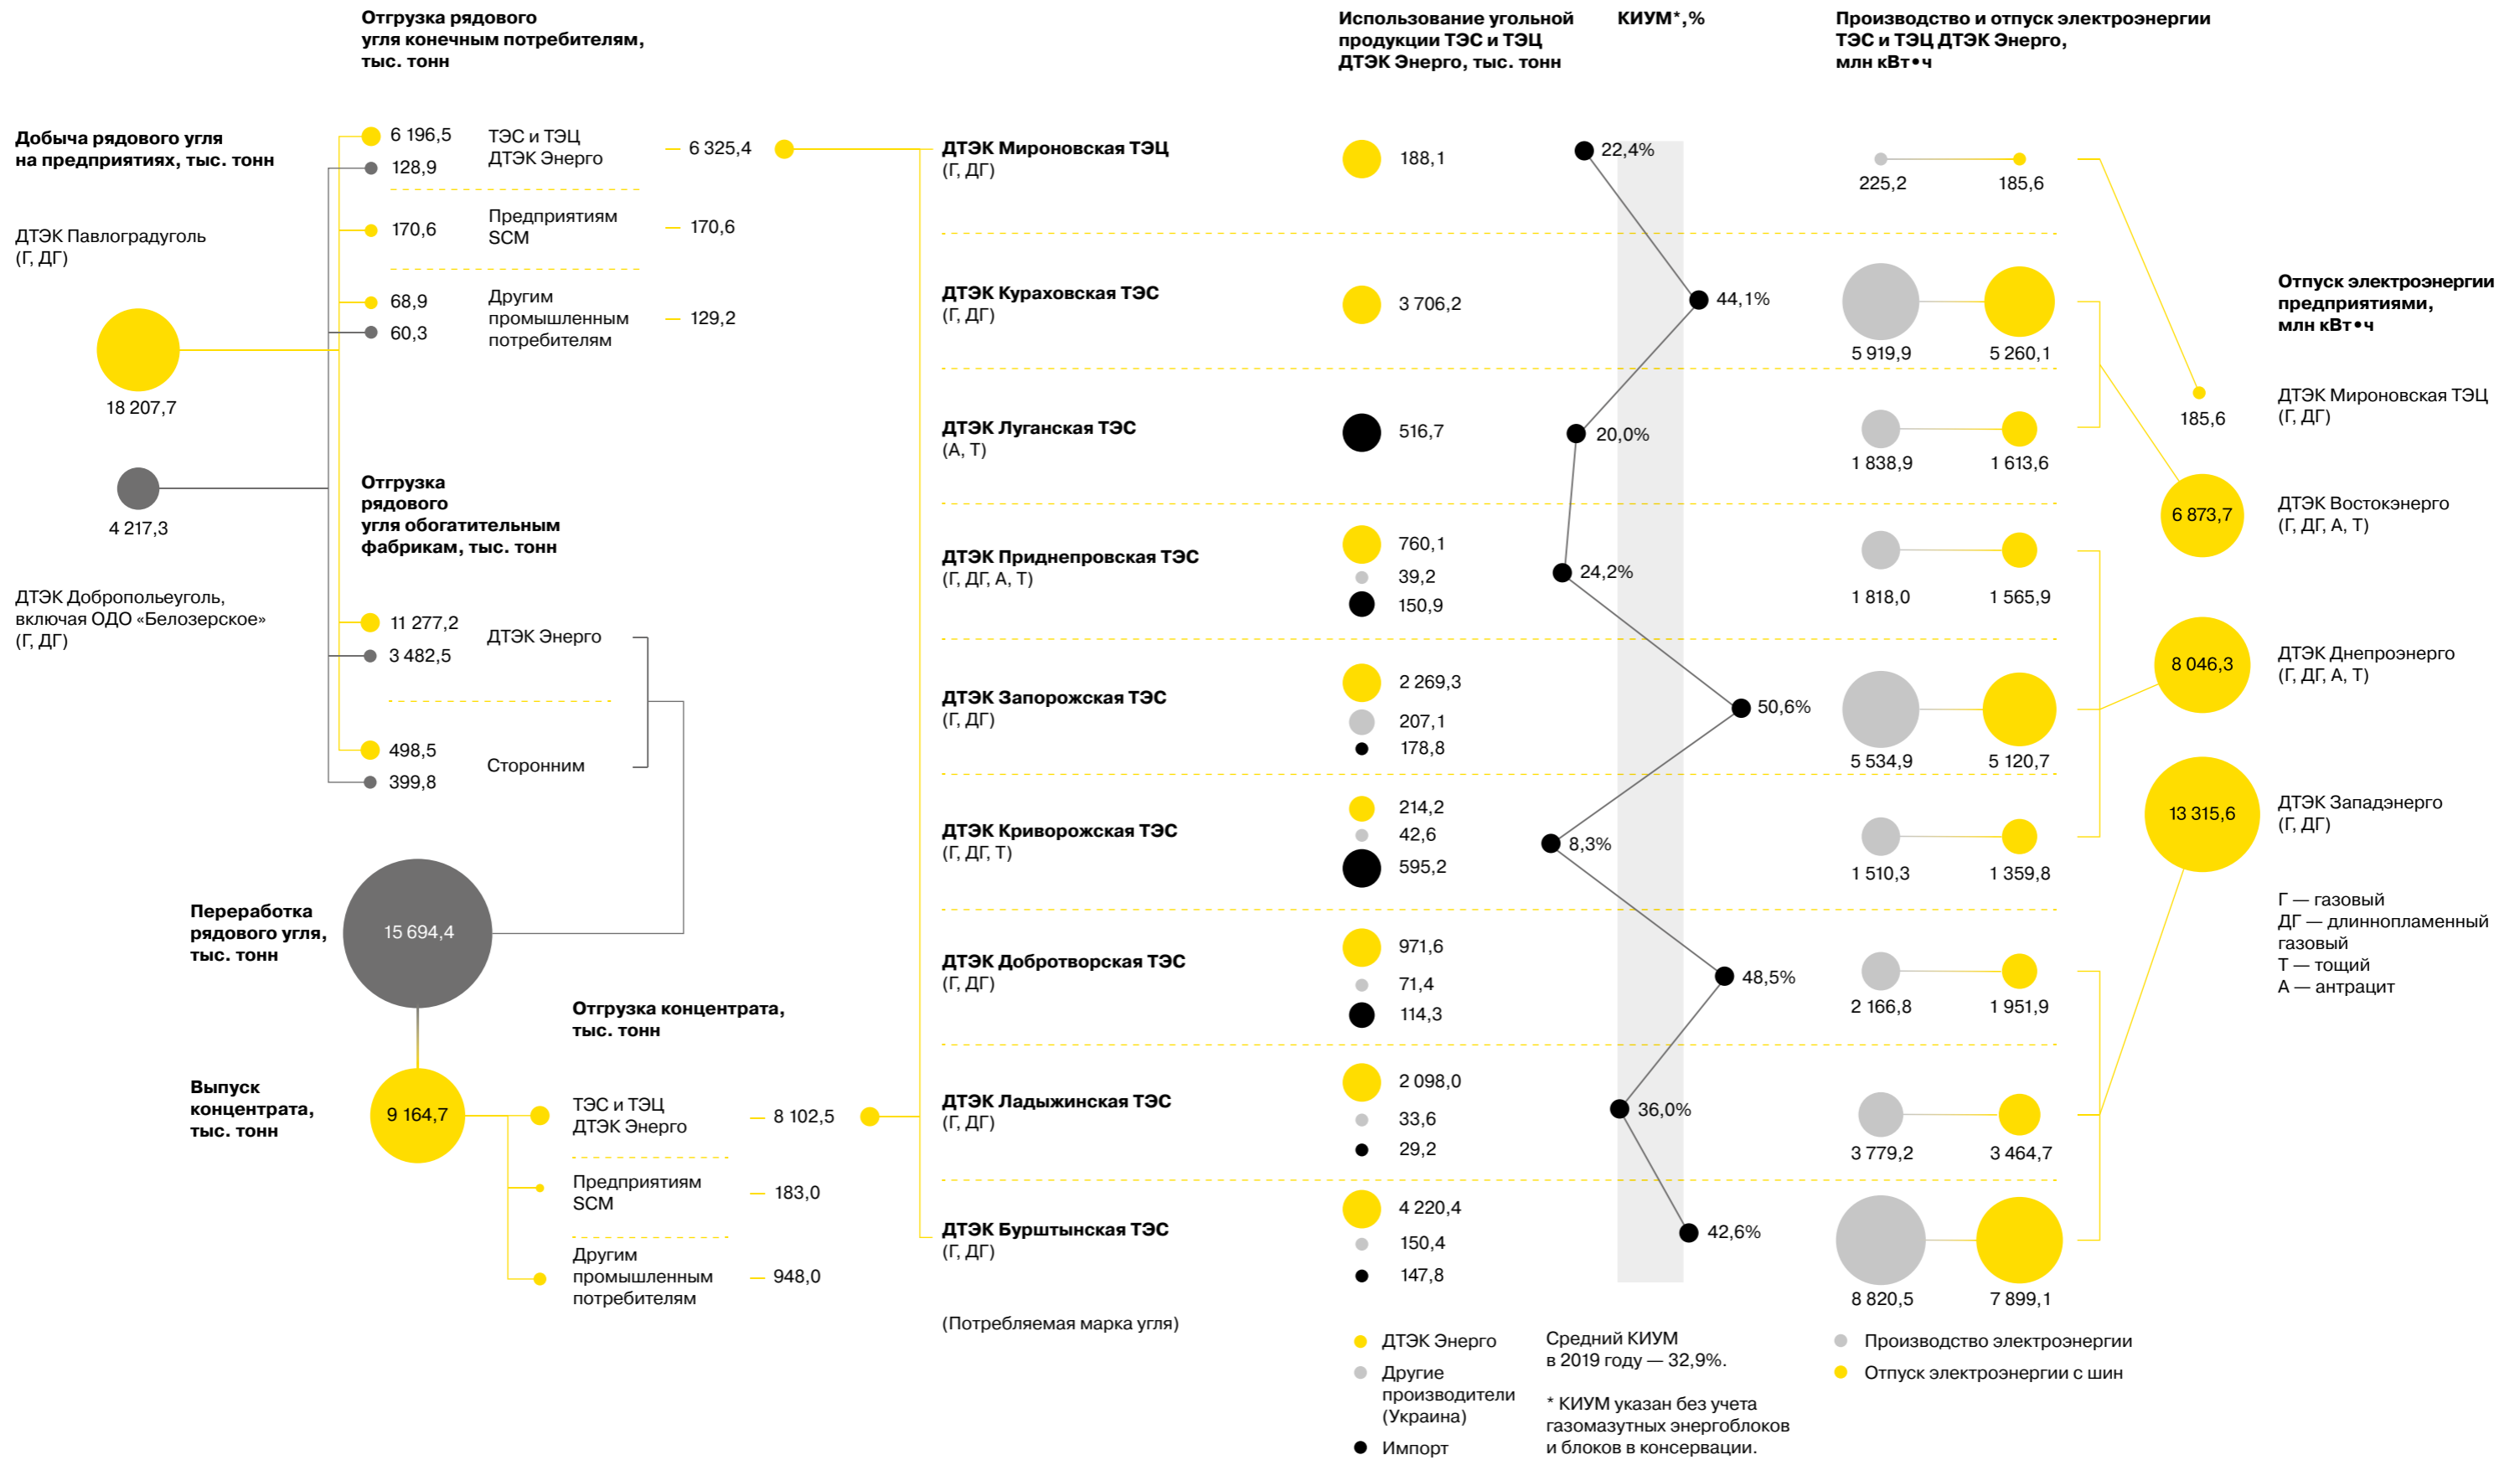 Отгрузка рядового
угля конечным потребителям,
тыс. тонн
Использование угольной
продукции ТЭС и ТЭЦ
ДТЭК Энерго, тыс. тонн
КИУМ*,%
Производство и отпуск электроэнергии
ТЭС и ТЭЦ ДТЭК Энерго,
млн кВт•ч
Добыча рядового угля
на предприятиях, тыс. тонн
ДТЭК Павлоградуголь
(Г, ДГ)
18 207,7
4 217,3
ДТЭК Добропольеуголь,
включая ОДО «Белозерское»
(Г, ДГ)
6 196,5
128,9
ТЭС и ТЭЦ
ДТЭК Энерго
6 325,4
170,6
Предприятиям
SCM
170,6
68,9
60,3
Другим
промышленным
потребителям
129,2
Отгрузка
рядового
угля обогатительным
фабрикам, тыс. тонн
11 277,2
3 482,5
ДТЭК Энерго
498,5
399,8
Сторонним
Переработка
рядового угля,
тыс. тонн
15 694,4
Выпуск
концентрата,
тыс. тонн
9 164,7
Отгрузка концентрата,
тыс. тонн
ТЭС и ТЭЦ
ДТЭК Энерго
8 102,5
Предприятиям
SCM
183,0
Другим
промышленным
потребителям
948,0
ДТЭК Мироновская ТЭЦ
(Г, ДГ)
188,1
22,4%
225,2
185,6
ДТЭК Кураховская ТЭС
(Г, ДГ)
3 706,2
44,1%
5 919,9
5 260,1
ДТЭК Луганская ТЭС
(А, Т)
516,7
20,0%
1 838,9
1 613,6
ДТЭК Приднепровская ТЭС
(Г, ДГ, А, Т)
760,1
39,2
150,9
24,2%
1 818,0
1 565,9
ДТЭК Запорожская ТЭС
(Г, ДГ)
2 269,3
207,1
178,8
50,6%
5 534,9
5 120,7
ДТЭК Криворожская ТЭС
(Г, ДГ, Т)
214,2
42,6
595,2
8,3%
1 510,3
1 359,8
ДТЭК Добротворская ТЭС
(Г, ДГ)
971,6
71,4
114,3
48,5%
2 166,8
1 951,9
ДТЭК Ладыжинская ТЭС
(Г, ДГ)
2 098,0
33,6
29,2
36,0%
3 779,2
3 464,7
ДТЭК Бурштынская ТЭС
(Г, ДГ)
4 220,4
150,4
147,8
42,6%
8 820,5
7 899,1
(Потребляемая марка угля)
ДТЭК Энерго
Другие
производители
(Украина)
Импорт
Средний КИУМ
в 2019 году — 32,9%.
* КИУМ указан без учета
газомазутных энергоблоков
и блоков в консервации.
Производство электроэнергии
Отпуск электроэнергии с шин
Отпуск электроэнергии
предприятиями,
млн кВт•ч
185,6
ДТЭК Мироновская ТЭЦ
(Г, ДГ)
6 873,7
ДТЭК Востокэнерго
(Г, ДГ, А, Т)
8 046,3
ДТЭК Днепроэнерго
(Г, ДГ, А, Т)
13 315,6
ДТЭК Западэнерго
(Г, ДГ)
Г — газовый
ДГ — длиннопламенный
газовый
Т — тощий
А — антрацит